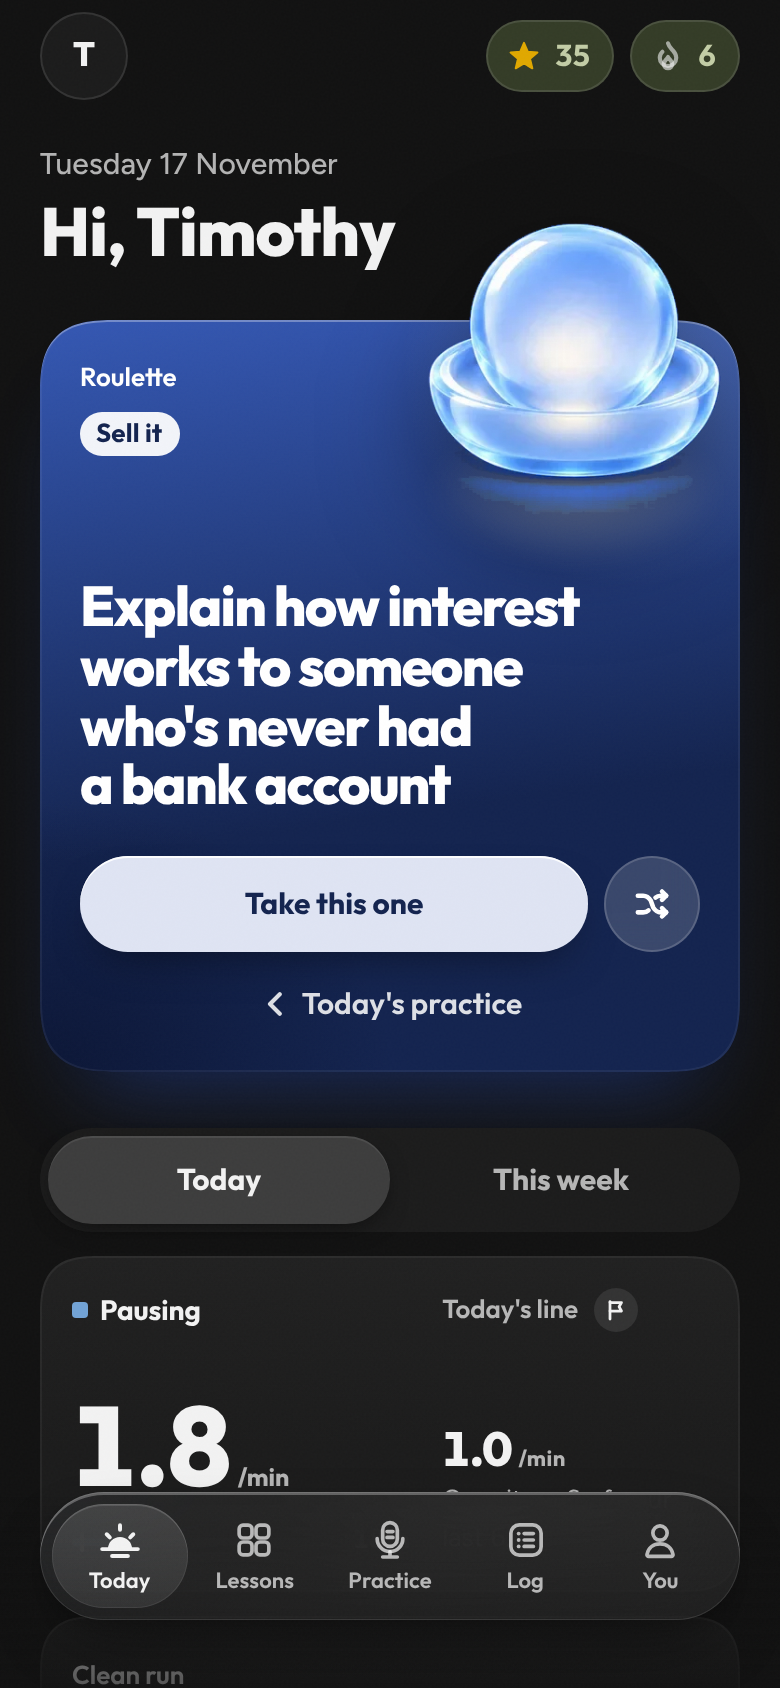 T
35
6
Tuesday 17 November
Hi, Timothy
Roulette
Sell it
Explain how interest
works to someone
who's never had
a bank account
Take this one
Today's practice
Today
This week
Pausing
Today's line
1.8 /min
1.0 /min
Today
Lessons
Practice
Log
You
Clean run